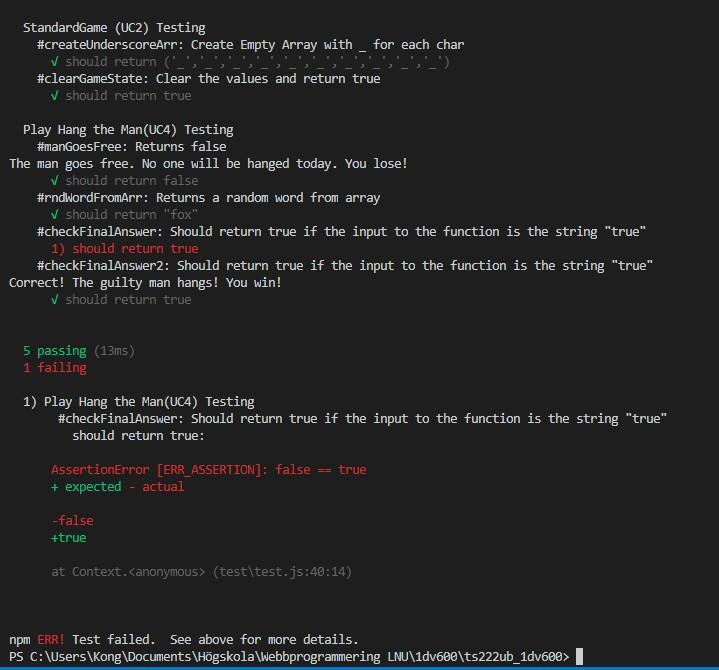 StandardGame (UC2) Testing
#createUnderscoreArr: Create Empty Array with _ for each char
√ should return ('_','_','_','_','_','_','_','_','_','_')
#clearGameState: Clear the values and return true
√ should return true
Play Hang the Man(UC4) Testing
#manGoesFree: Returns false
The man goes free. No one will be hanged today. You lose!
√ should return false
#rndWordFromArr: Returns a random word from array
√ should return "fox"
#checkFinalAnswer: Should return true if the input to the function is the string "true"
1) should return true
#checkFinalAnswer2: Should return true if the input to the function is the string "true"
Correct! The guilty man hangs! You win!
√ should return true
5 passing (13ms)
1 failing
1) Play Hang the Man(UC4) Testing
#checkFinalAnswer: Should return true if the input to the function is the string "true"
should return true:
AssertionError [ERR_ASSERTION]: false == true
+ expected - actual
-false
+true
at Context.<anonymous> (test\test.js:40:14)
npm ERR! Test failed.  See above for more details.
PS C:\Users\Kong\Documents\Högskola\Webbprogrammering LNU\1dv600\ts222ub_1dv600>